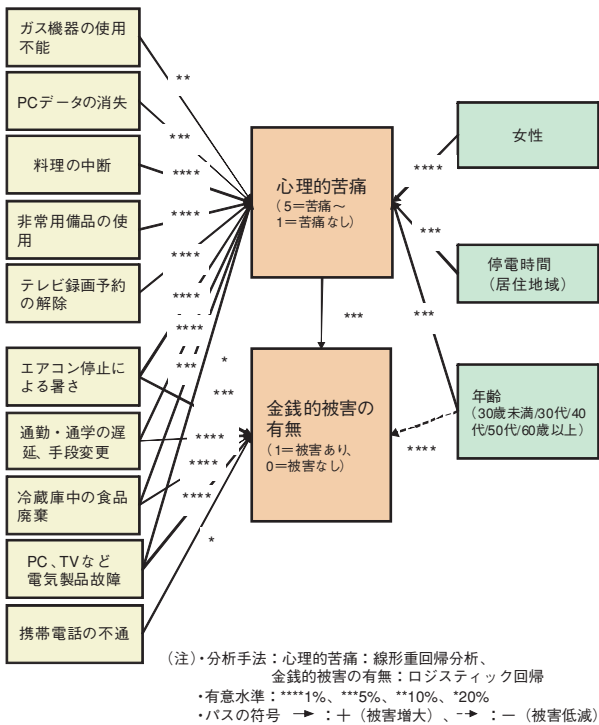 ガス機器の使用
不能
PCデータの消失
料理の中断
非常用備品の使
用
テレビ録画予約
の解除
エアコン停止に
よる暑さ
通勤・通学の遅
延、手段変更
冷蔵庫中の食品
廃棄
PC、TVなど
電気製品故障
携帯電話の不通
**
***
****
****
****
****
****
***
*
***
****
****
****
*
心理的苦痛
(5=苦痛〜
1=苦痛なし)
***
金銭的被害の
有無
(1=被害あり、
0=被害なし)
****
***
***
****
女性
停電時間
(居住地域)
年齢
(30歳未満/30代/40
代/50代/60歳以上)
(注)・分析手法:心理的苦痛:線形重回帰分析、
金銭的被害の有無:ロジスティック回帰
・有意水準:****1%、***5%、**10%、*20%
・パスの符号 → :+(被害増大)、-→ :−(被害低減)